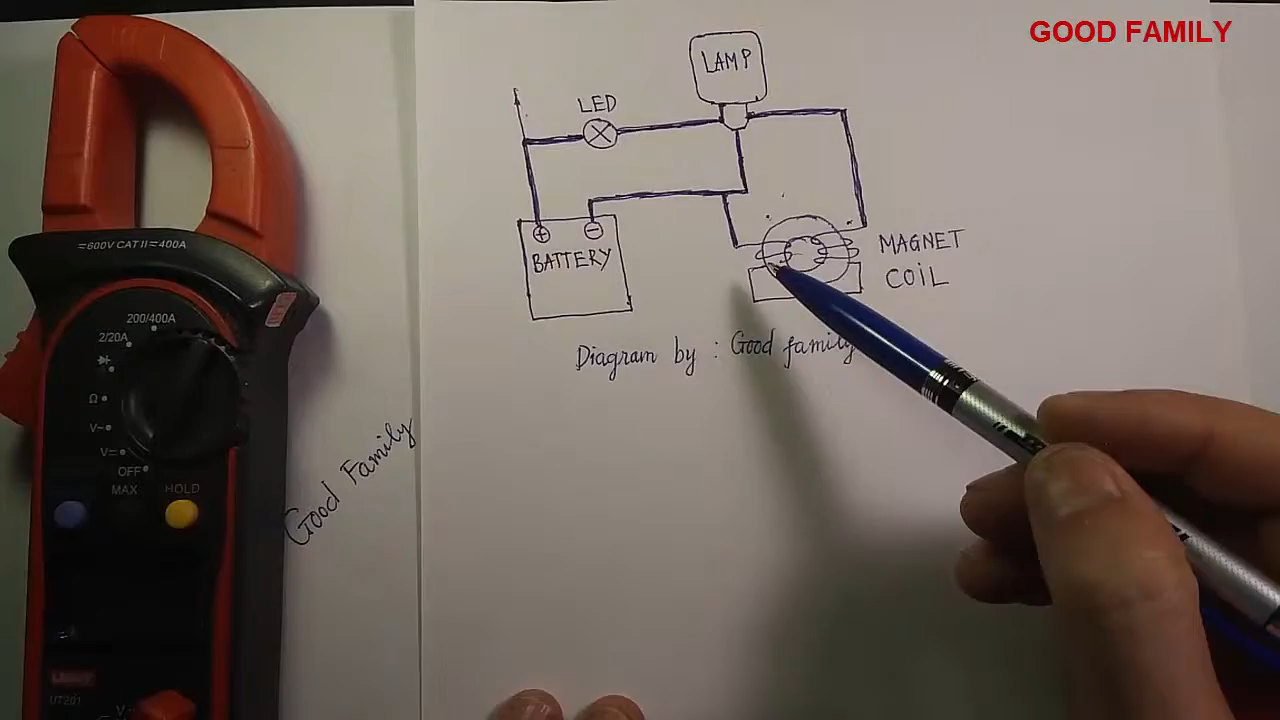 GOOD FAMILY
LAMP
LED
+
−
BATTERY
MAGNET
COIL
Diagram by : Good family
Good Family
=600V CAT II=400A
200/400A
2/20A
Ω
V~
V=
OFF
MAX
HOLD
UT201
V~